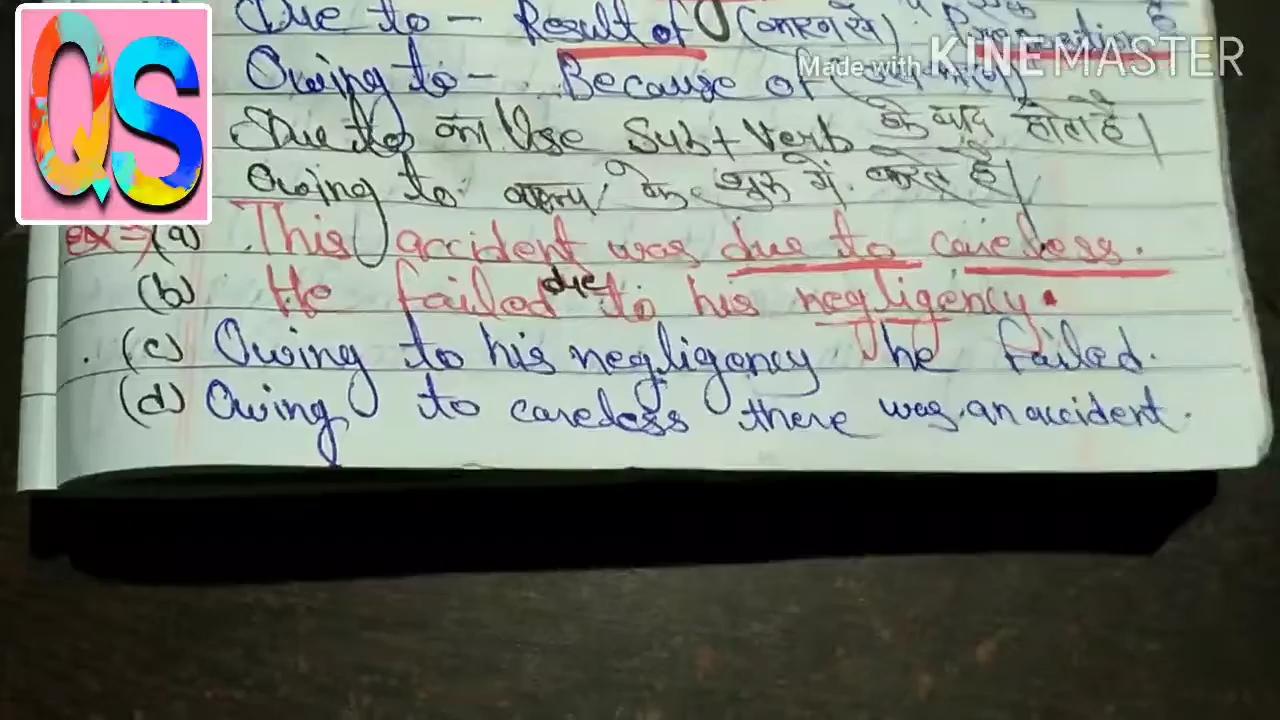 QS
Due to - Result of (कारण से) Preposition है
Made with KINEMASTER
Owing to - Because of
Due to का Use Sub + Verb के बाद होता है।
Owing to वाक्य के शुरू में करते हैं।
ex ⇒ (a) This accident was due to careless.
(b) He failed due to his negligency.
(c) Owing to his negligency he failed.
(d) Owing to careless there was an accident.